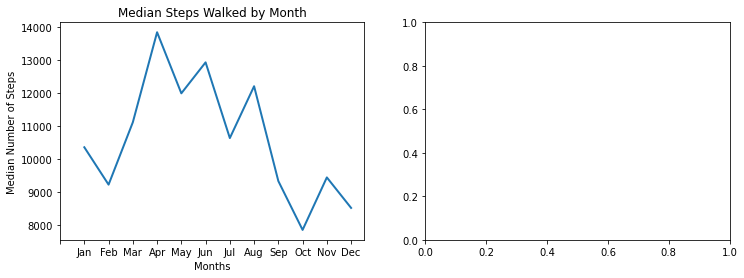 Median Steps Walked by Month
Median Number of Steps
14000
13000
12000
11000
10000
9000
8000
Jan Feb Mar Apr May Jun Jul Aug Sep Oct Nov Dec
Months
1.0
0.8
0.6
0.4
0.2
0.0
0.0 0.2 0.4 0.6 0.8 1.0